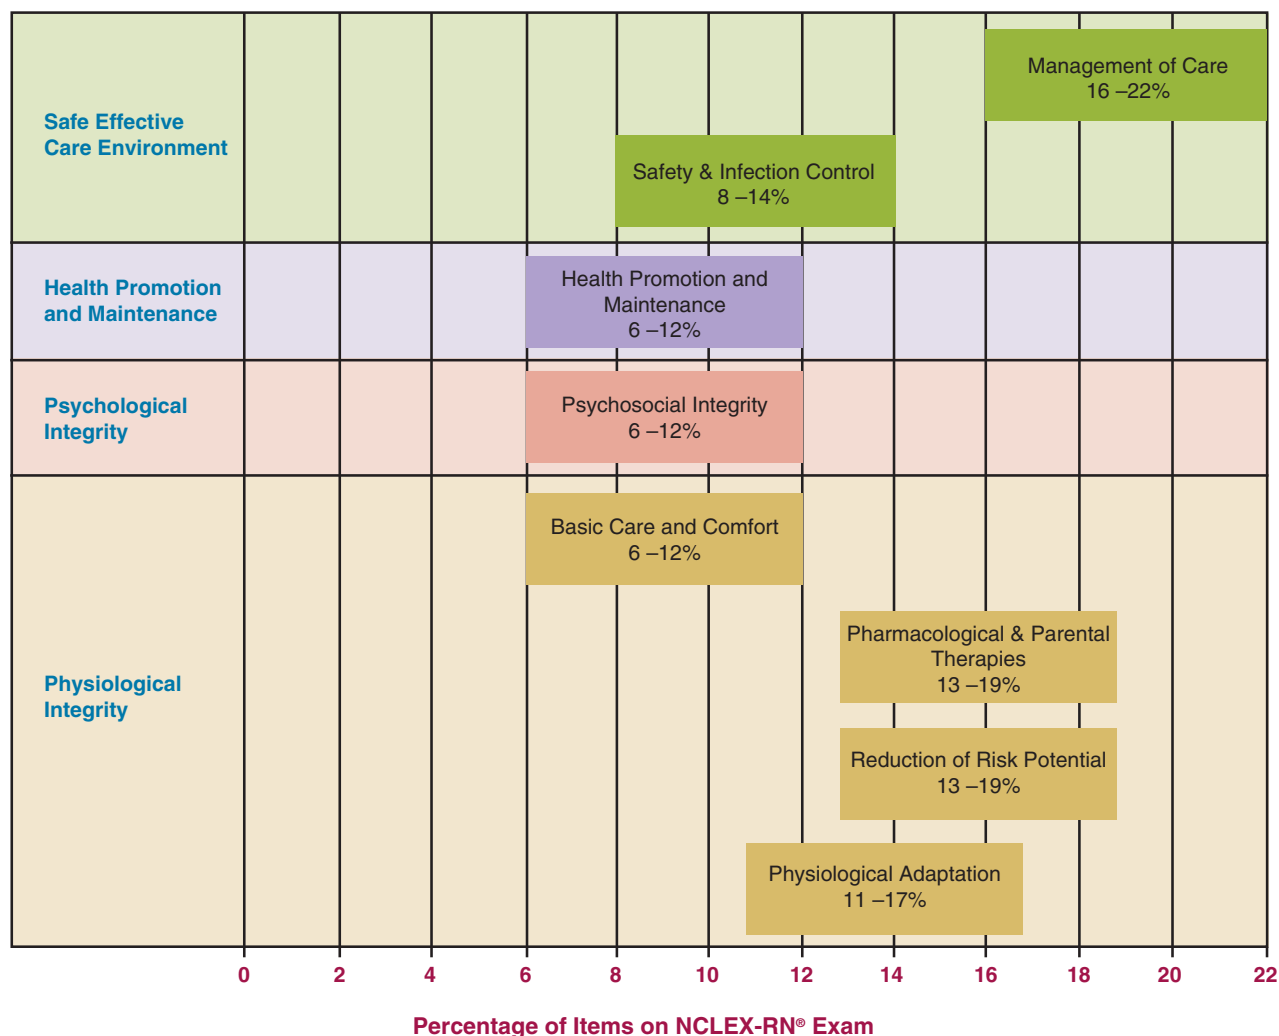 Management of Care
16 –22%
Safe Effective
Care Environment
Safety & Infection Control
8 –14%
Health Promotion
and Maintenance
Health Promotion and
Maintenance
6 –12%
Psychological
Integrity
Psychosocial Integrity
6 –12%
Basic Care and Comfort
6 –12%
Physiological
Integrity
Pharmacological & Parental
Therapies
13 –19%
Reduction of Risk Potential
13 –19%
Physiological Adaptation
11 –17%
0 2 4 6 8 10 12 14 16 18 20 22
Percentage of Items on NCLEX-RN® Exam